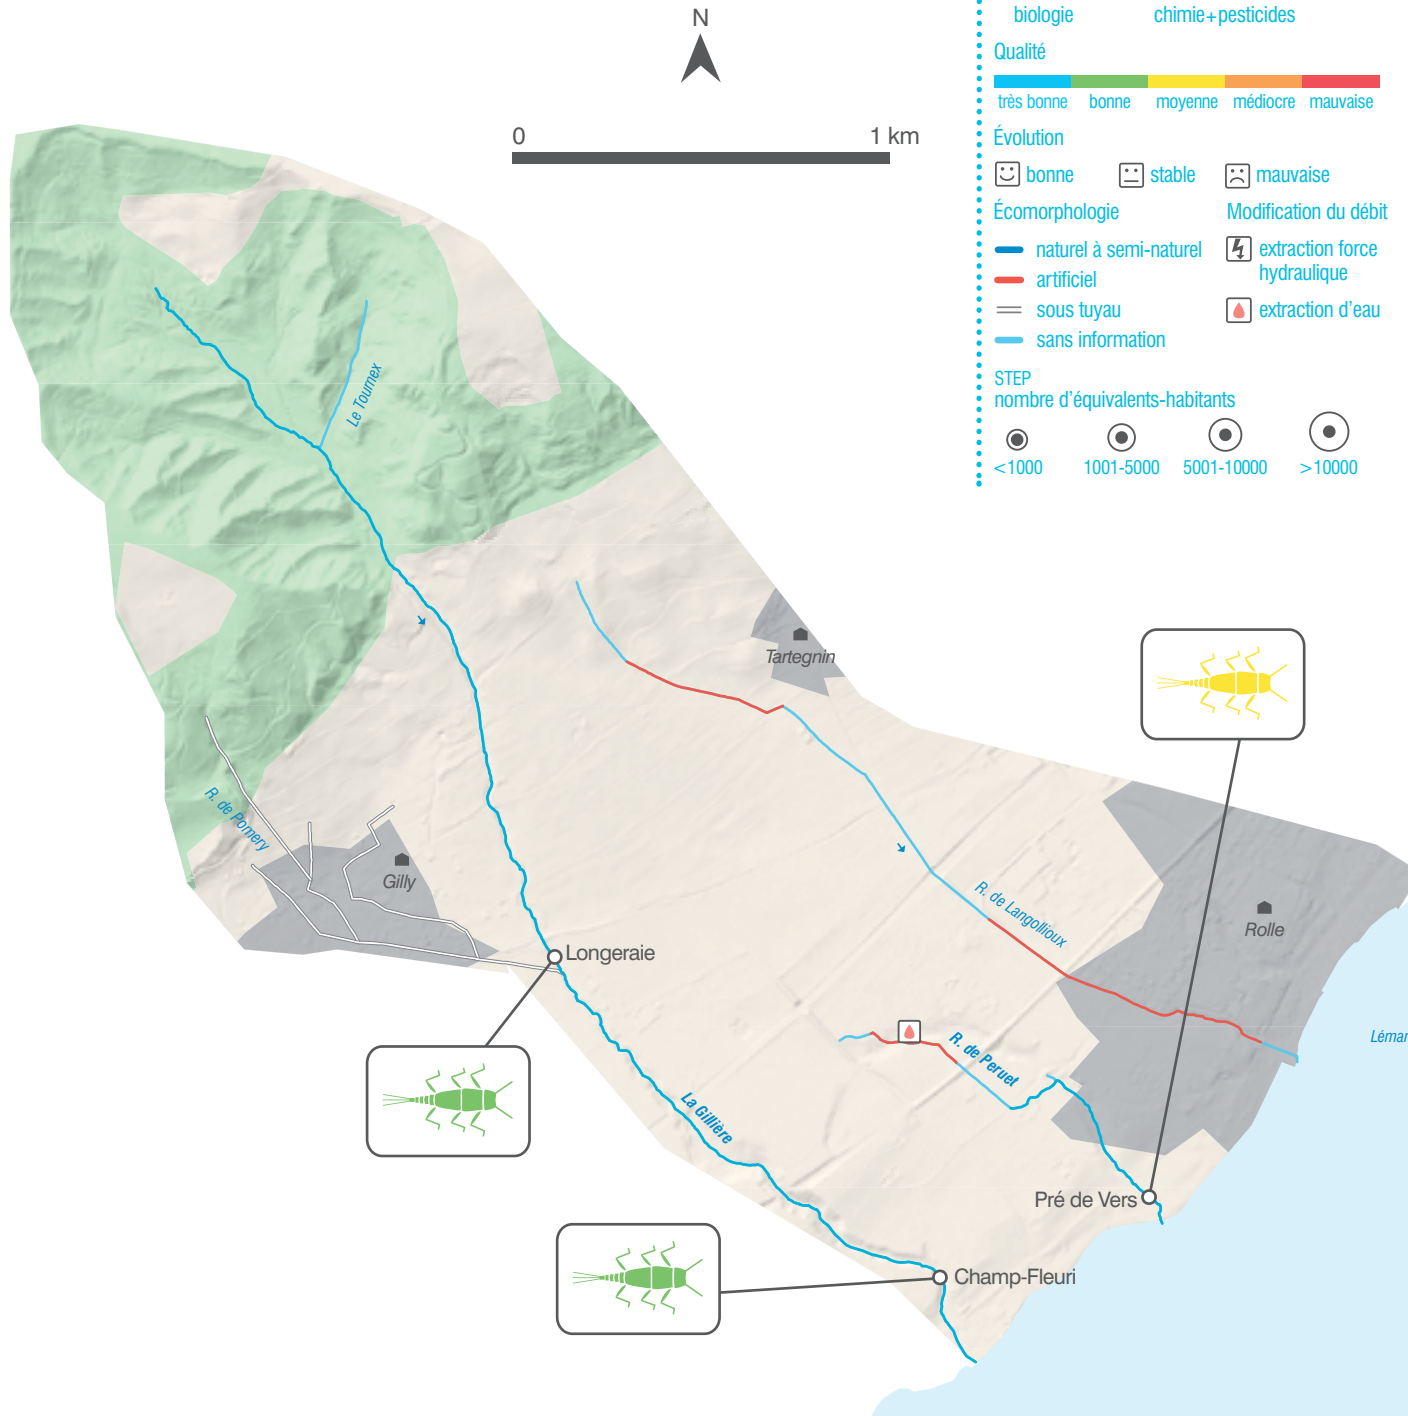 N
0 1 km
biologie chimie+pesticides
Qualité
très bonne bonne moyenne médiocre mauvaise
Évolution
bonne stable mauvaise
Écomorphologie Modification du débit
naturel à semi-naturel extraction force
hydraulique
artificiel
sous tuyau extraction d'eau
sans information
STEP
nombre d'équivalents-habitants
<1000 1001-5000 5001-10000 >10000
Le Tournex
Tartegnin
R. de Pomery
Gilly
R. de Langollioux
Rolle
Longeraie
Léman
R. de Peruet
La Gillière
Pré de Vers
Champ-Fleuri